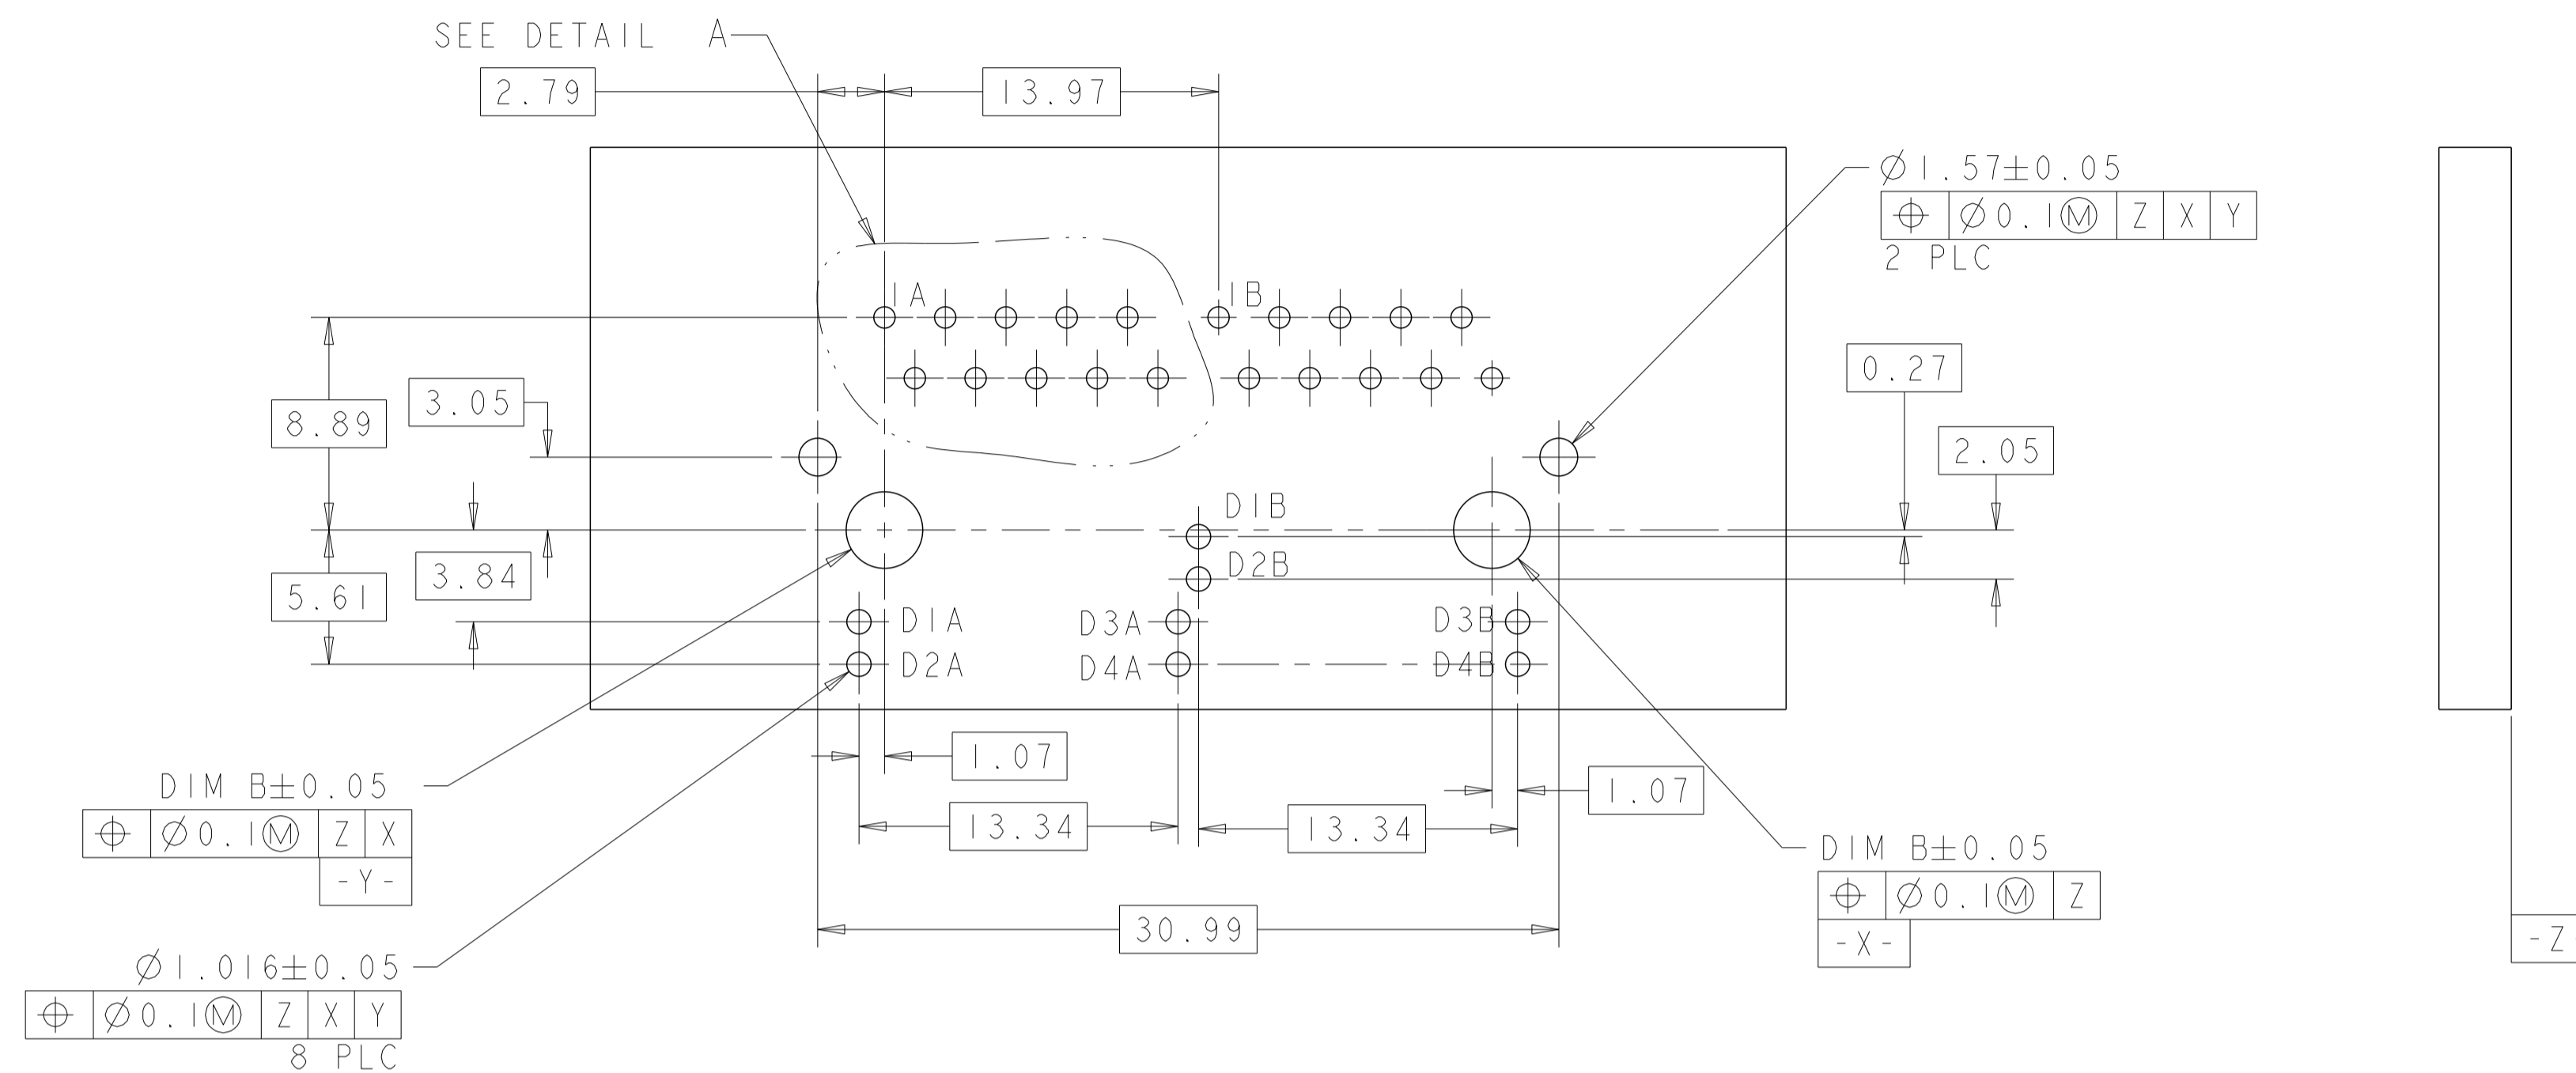 SEE DETAIL A
2.79
13.97
Ø1.57±0.05
⌖ Ø0.1Ⓜ Z X Y
2 PLC
1A
1B
0.27
3.05
8.89
2.05
D1B
D2B
3.84
5.61
D1A
D3A
D3B
D2A
D4A
D4B
1.07
1.07
DIM B±0.05
⌖ Ø0.1Ⓜ Z X
-Y-
13.34
13.34
DIM B±0.05
⌖ Ø0.1Ⓜ Z
-X-
30.99
-Z
Ø1.016±0.05
⌖ Ø0.1Ⓜ Z X Y
8 PLC